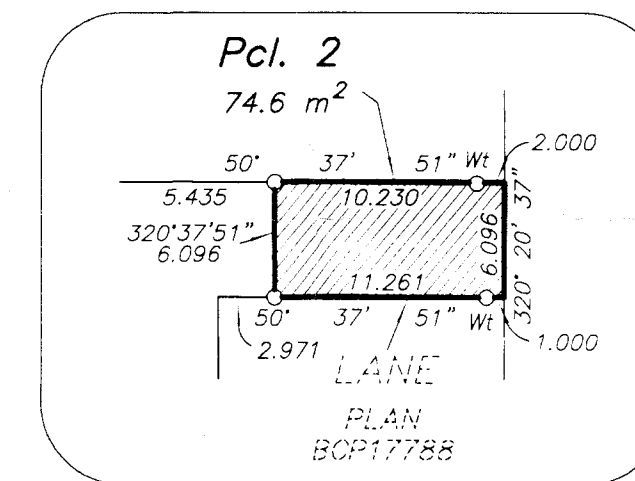 Pcl. 2
74.6 m²
50° 37' 51" Wt 2.000
5.435 10.230
320°37'51"
6.096
6.096
320° 20' 37"
11.261
50° 37' 51" Wt 1.000
2.971
LANE
PLAN
BCP17788